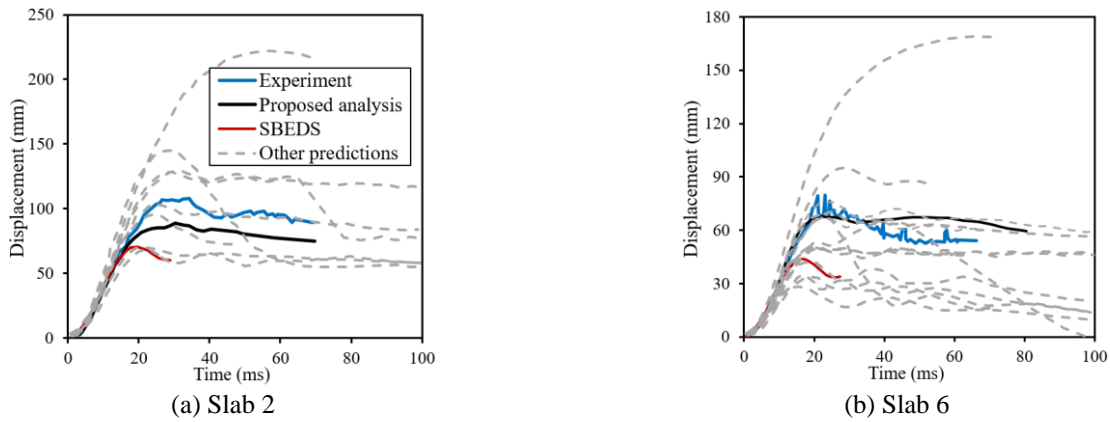 250
200
150
100
50
0
Displacement (mm)
Experiment
Proposed analysis
SBEDS
Other predictions
0 20 40 60 80 100
Time (ms)
(a) Slab 2
180
150
120
90
60
30
0
Displacement (mm)
0 20 40 60 80 100
Time (ms)
(b) Slab 6